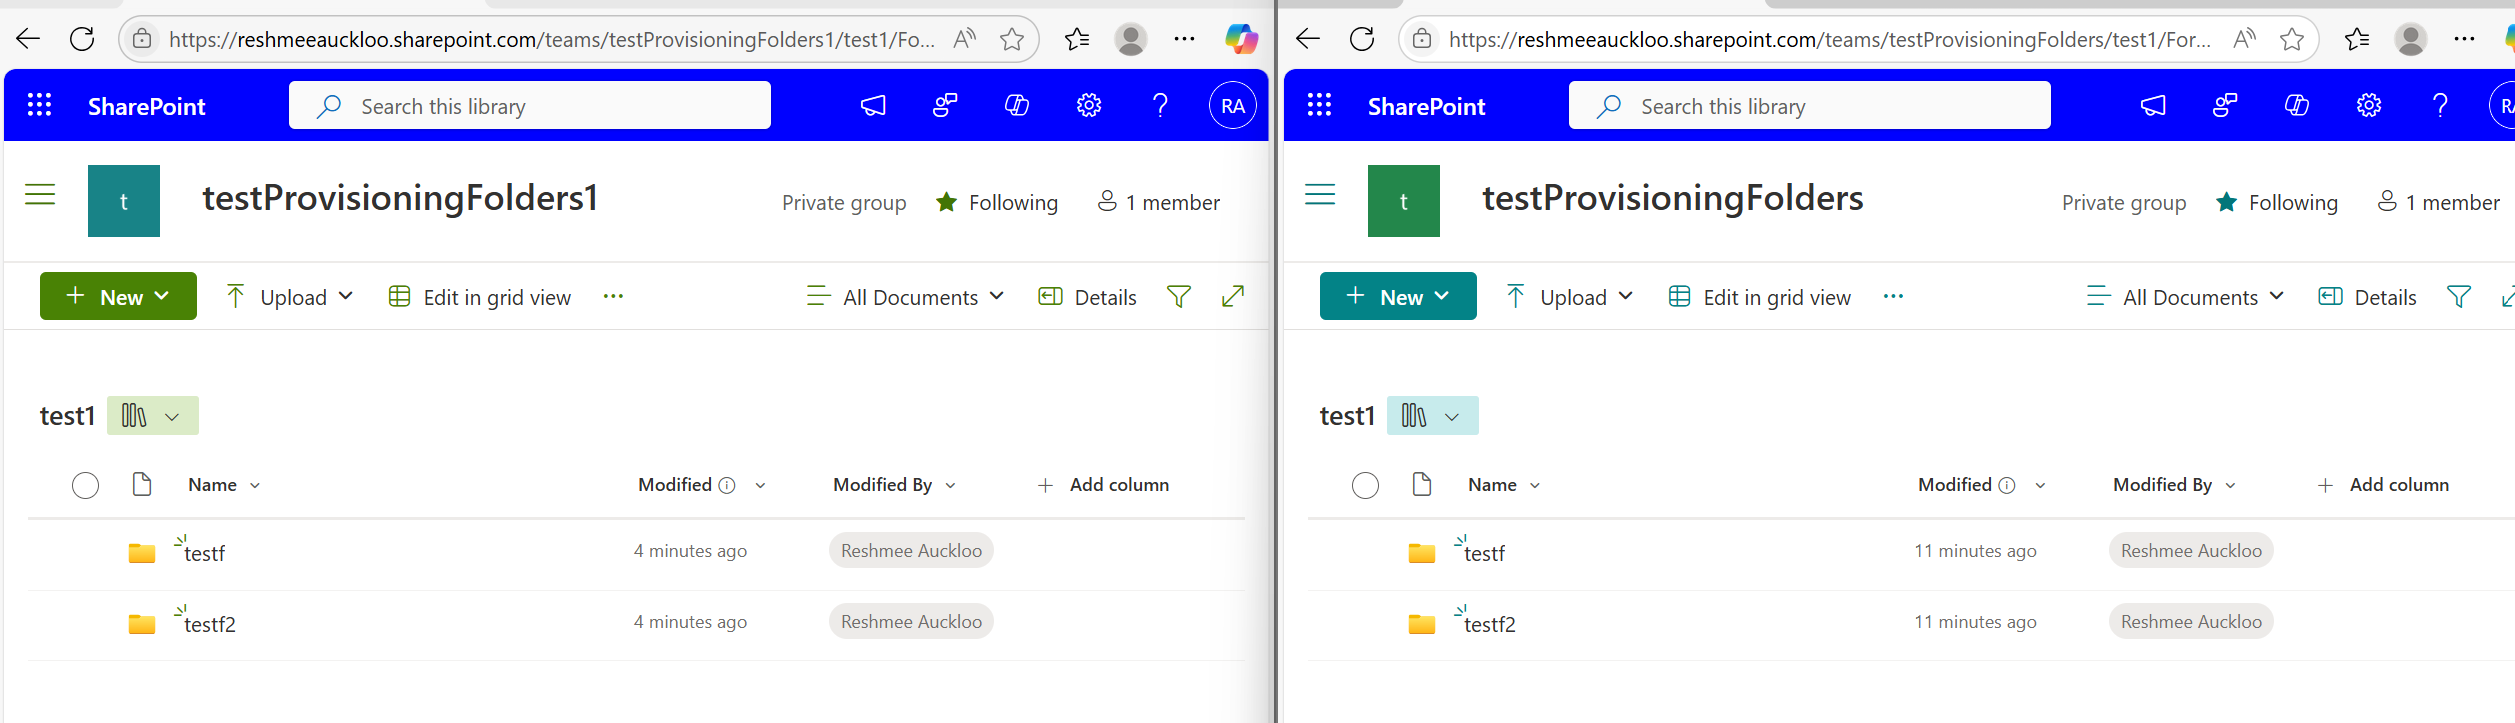 https://reshmeeauckloo.sharepoint.com/teams/testProvisioningFolders1/test1/Fo...
SharePoint
Search this library
RA
t
testProvisioningFolders1
Private group
Following
1 member
New
Upload
Edit in grid view
All Documents
Details
test1
Name
Modified
Modified By
Add column
testf
4 minutes ago
Reshmee Auckloo
testf2
4 minutes ago
Reshmee Auckloo
https://reshmeeauckloo.sharepoint.com/teams/testProvisioningFolders/test1/For...
SharePoint
Search this library
RA
t
testProvisioningFolders
Private group
Following
1 member
New
Upload
Edit in grid view
All Documents
Details
test1
Name
Modified
Modified By
Add column
testf
11 minutes ago
Reshmee Auckloo
testf2
11 minutes ago
Reshmee Auckloo